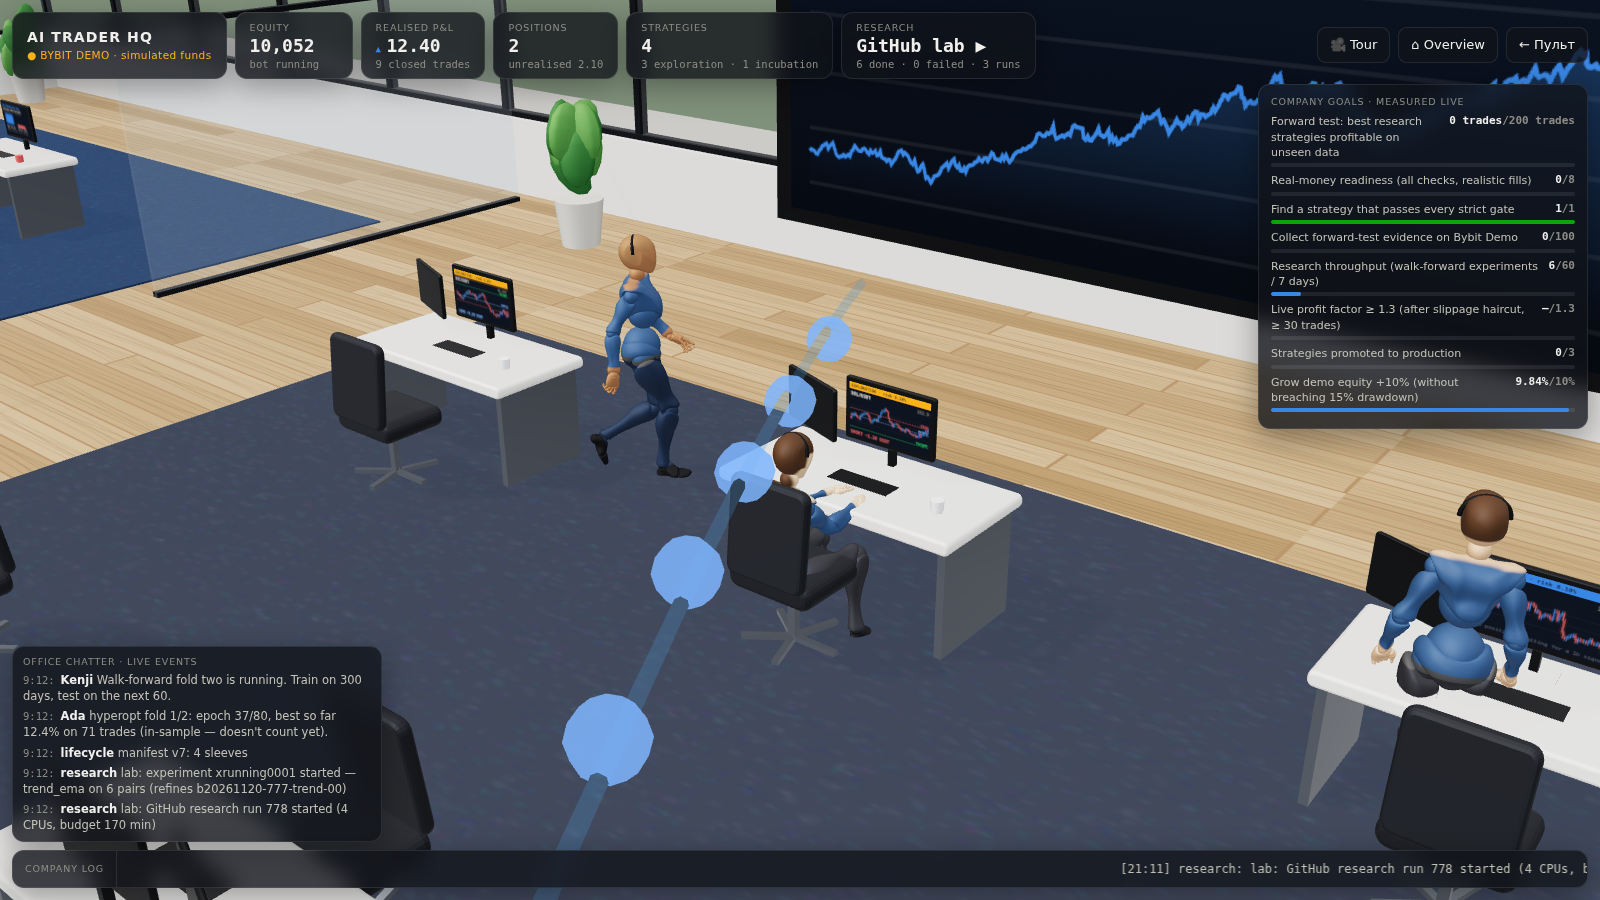 AI TRADER HQ
● BYBIT DEMO · simulated funds
EQUITY
10,052
bot running
REALISED P&L
▲ 12.40
9 closed trades
POSITIONS
2
unrealised 2.10
STRATEGIES
4
3 exploration · 1 incubation
RESEARCH
GitHub lab ▶
6 done · 0 failed · 3 runs
🎥 Tour
⌂ Overview
← Пульт
COMPANY GOALS · MEASURED LIVE
Forward test: best research strategies profitable on unseen data 0 trades/200 trades
Real-money readiness (all checks, realistic fills) 0/8
Find a strategy that passes every strict gate 1/1
Collect forward-test evidence on Bybit Demo 0/100
Research throughput (walk-forward experiments / 7 days) 6/60
Live profit factor ≥ 1.3 (after slippage haircut, ≥ 30 trades) —/1.3
Strategies promoted to production 0/3
Grow demo equity +10% (without breaching 15% drawdown) 9.84%/10%
OFFICE CHATTER · LIVE EVENTS
9:12: Kenji Walk-forward fold two is running. Train on 300
days, test on the next 60.
9:12: Ada hyperopt fold 1/2: epoch 37/80, best so far
12.4% on 71 trades (in-sample — doesn't count yet).
9:12: lifecycle manifest v7: 4 sleeves
9:12: research lab: experiment xrunning0001 started —
trend_ema on 6 pairs (refines b20261120-777-trend-00)
9:12: research lab: GitHub research run 778 started (4
CPUs, budget 170 min)
COMPANY LOG
[21:11] research: lab: GitHub research run 778 started (4 CPUs, b